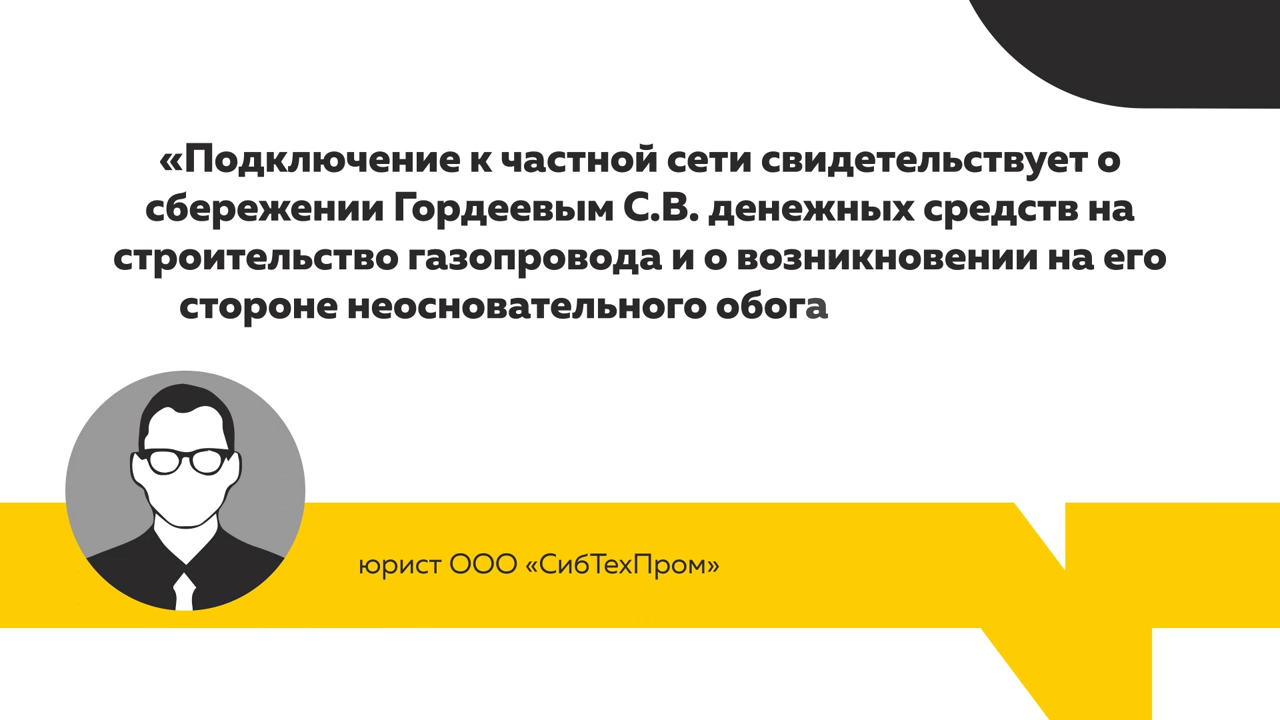 «Подключение к частной сети свидетельствует о
сбережении Гордеевым С.В. денежных средств на
строительство газопровода и о возникновении на его
стороне неосновательного обога
юрист ООО «СибТехПром»